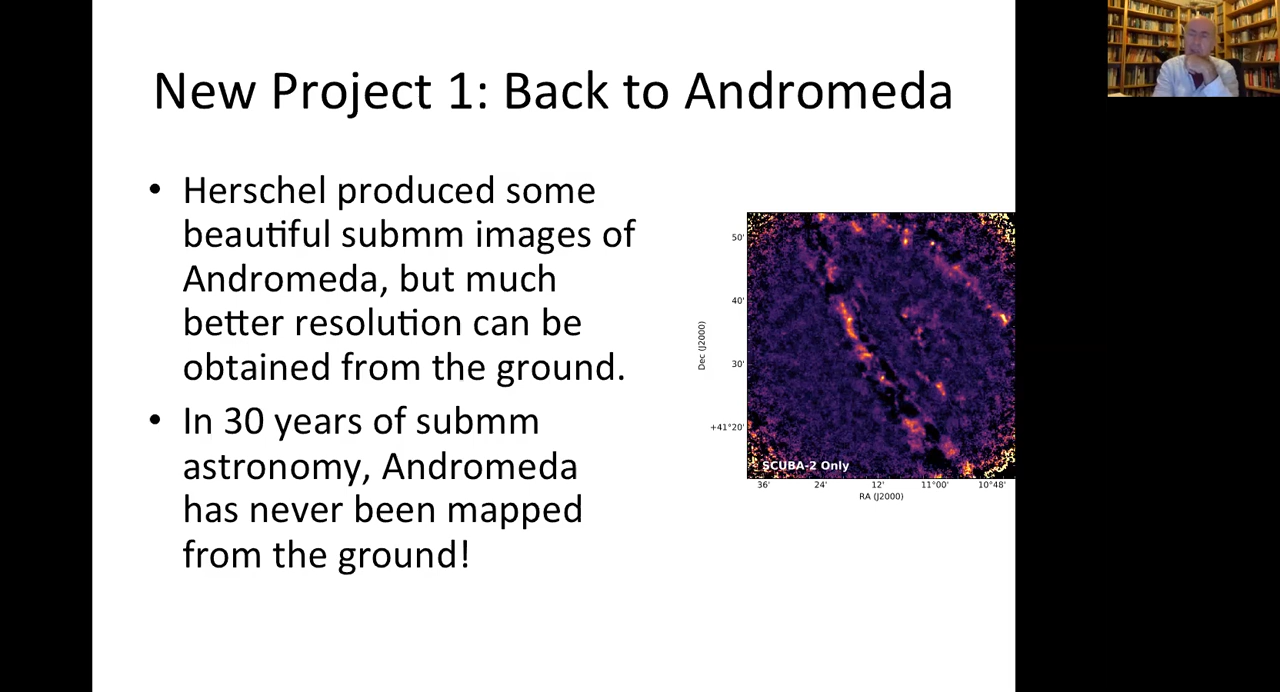 New Project 1: Back to Andromeda
• Herschel produced some
beautiful submm images of
Andromeda, but much
better resolution can be
obtained from the ground.
• In 30 years of submm
astronomy, Andromeda
has never been mapped
from the ground!
50'
40'
30'
+41°20'
Dec (J2000)
SCUBA-2 Only
36' 24' 12' 11°00' 10°48'
RA (J2000)